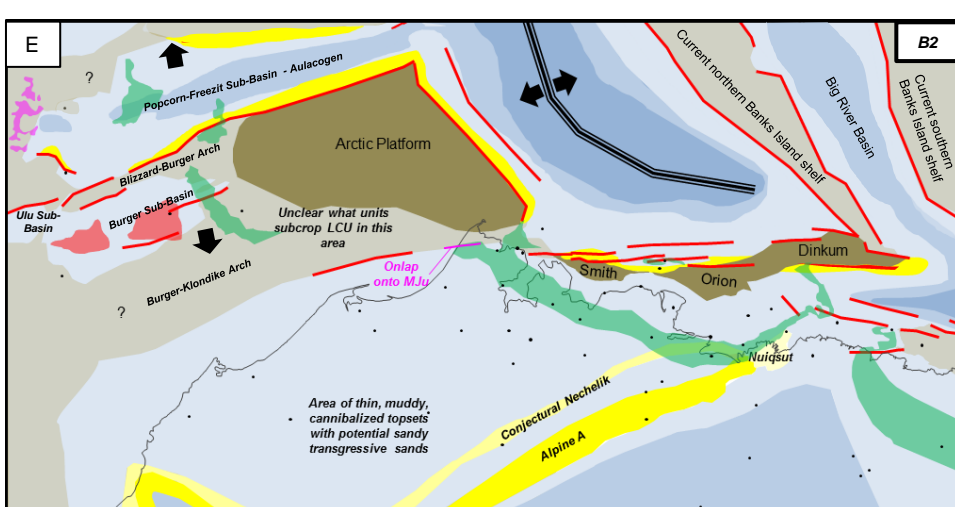 E
B2
?
Popcorn-Freezit Sub-Basin - Aulacogen
Arctic Platform
Current northern Banks Island shelf
Big River Basin
Current southern
Banks Island shelf
Blizzard-Burger Arch
Burger Sub-Basin
Ulu Sub-
Basin
Unclear what units
subcrop LCU in this
area
Burger-Klondike Arch
?
Onlap
onto MJu
Smith
Orion
Dinkum
Nuiqsut
Conjectural Nechelik
Alpine A
Area of thin, muddy,
cannibalized topsets
with potential sandy
transgressive sands